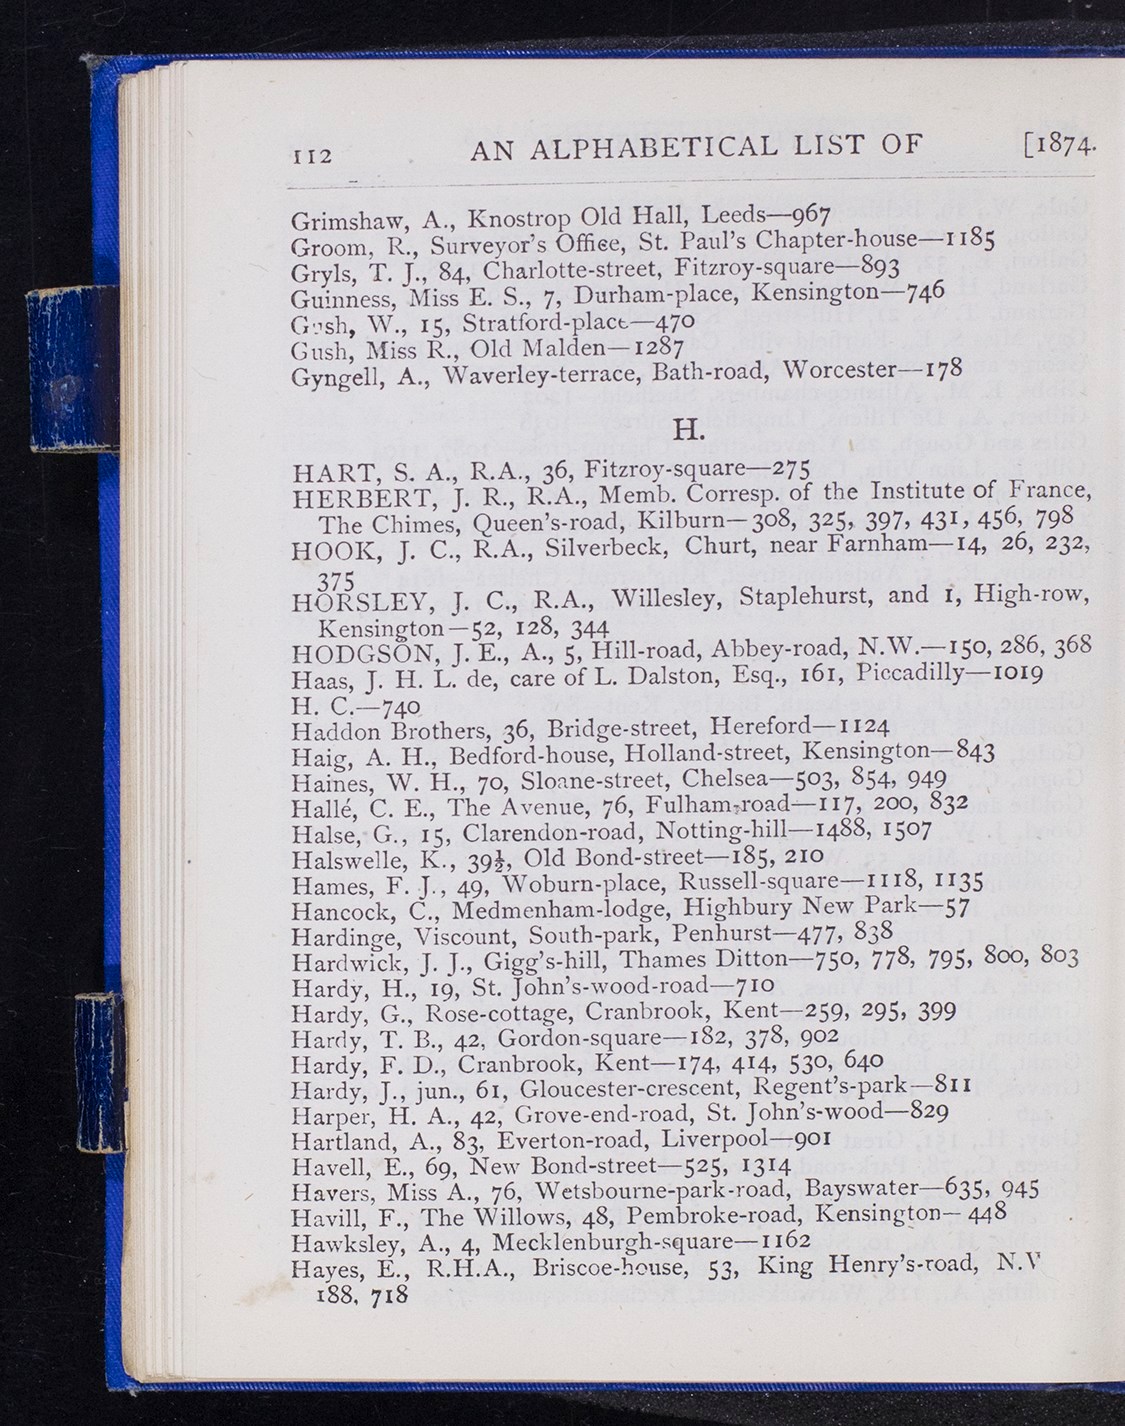 112 AN ALPHABETICAL LIST OF [1874.
Grimshaw, A., Knostrop Old Hall, Leeds—967
Groom, R., Surveyor's Office, St. Paul's Chapter-house—1185
Gryls, T. J., 84, Charlotte-street, Fitzroy-square—893
Guinness, Miss E. S., 7, Durham-place, Kensington—746
Gush, W., 15, Stratford-place—470
Gush, Miss R., Old Malden—1287
Gyngell, A., Waverley-terrace, Bath-road, Worcester—178
H.
HART, S. A., R.A., 36, Fitzroy-square—275
HERBERT, J. R., R.A., Memb. Corresp. of the Institute of France,
The Chimes, Queen's-road, Kilburn—308, 325, 397, 431, 456, 798
HOOK, J. C., R.A., Silverbeck, Churt, near Farnham—14, 26, 232,
375
HORSLEY, J. C., R.A., Willesley, Staplehurst, and 1, High-row,
Kensington—52, 128, 344
HODGSON, J. E., A., 5, Hill-road, Abbey-road, N.W.—150, 286, 368
Haas, J. H. L. de, care of L. Dalston, Esq., 161, Piccadilly—1019
H. C.—740
Haddon Brothers, 36, Bridge-street, Hereford—1124
Haig, A. H., Bedford-house, Holland-street, Kensington—843
Haines, W. H., 70, Sloane-street, Chelsea—503, 854, 949
Hallé, C. E., The Avenue, 76, Fulham-road—117, 200, 832
Halse, G., 15, Clarendon-road, Notting-hill—1488, 1507
Halswelle, K., 39½, Old Bond-street—185, 210
Hames, F. J., 49, Woburn-place, Russell-square—1118, 1135
Hancock, C., Medmenham-lodge, Highbury New Park—57
Hardinge, Viscount, South-park, Penhurst—477, 838
Hardwick, J. J., Gigg's-hill, Thames Ditton—750, 778, 795, 800, 803
Hardy, H., 19, St. John's-wood-road—710
Hardy, G., Rose-cottage, Cranbrook, Kent—259, 295, 399
Hardy, T. B., 42, Gordon-square—182, 378, 902
Hardy, F. D., Cranbrook, Kent—174, 414, 530, 640
Hardy, J., jun., 61, Gloucester-crescent, Regent's-park—811
Harper, H. A., 42, Grove-end-road, St. John's-wood—829
Hartland, A., 83, Everton-road, Liverpool—901
Havell, E., 69, New Bond-street—525, 1314
Havers, Miss A., 76, Wetsbourne-park-road, Bayswater—635, 945
Havill, F., The Willows, 48, Pembroke-road, Kensington—448
Hawksley, A., 4, Mecklenburgh-square—1162
Hayes, E., R.H.A., Briscoe-house, 53, King Henry's-road,
188, 718